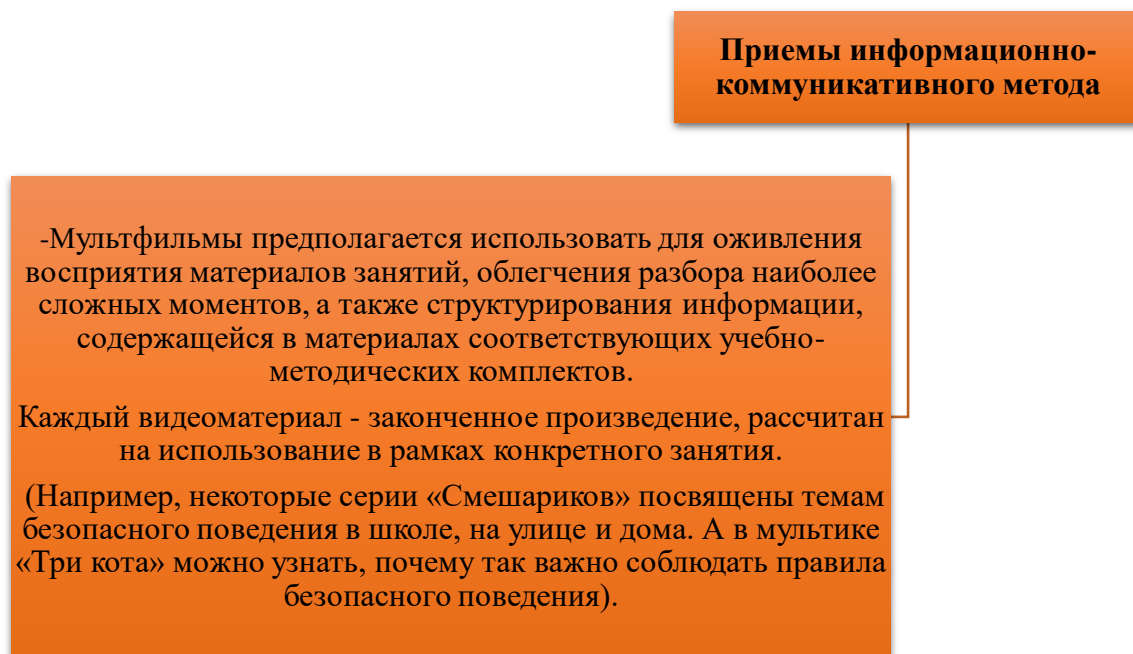 Приемы информационно-
коммуникативного метода
-Мультфильмы предполагается использовать для оживления
восприятия материалов занятий, облегчения разбора наиболее
сложных моментов, а также структурирования информации,
содержащейся в материалах соответствующих учебно-
методических комплектов.
Каждый видеоматериал - законченное произведение, рассчитан
на использование в рамках конкретного занятия.
(Например, некоторые серии «Смешариков» посвящены темам
безопасного поведения в школе, на улице и дома. А в мультике
«Три кота» можно узнать, почему так важно соблюдать правила
безопасного поведения).